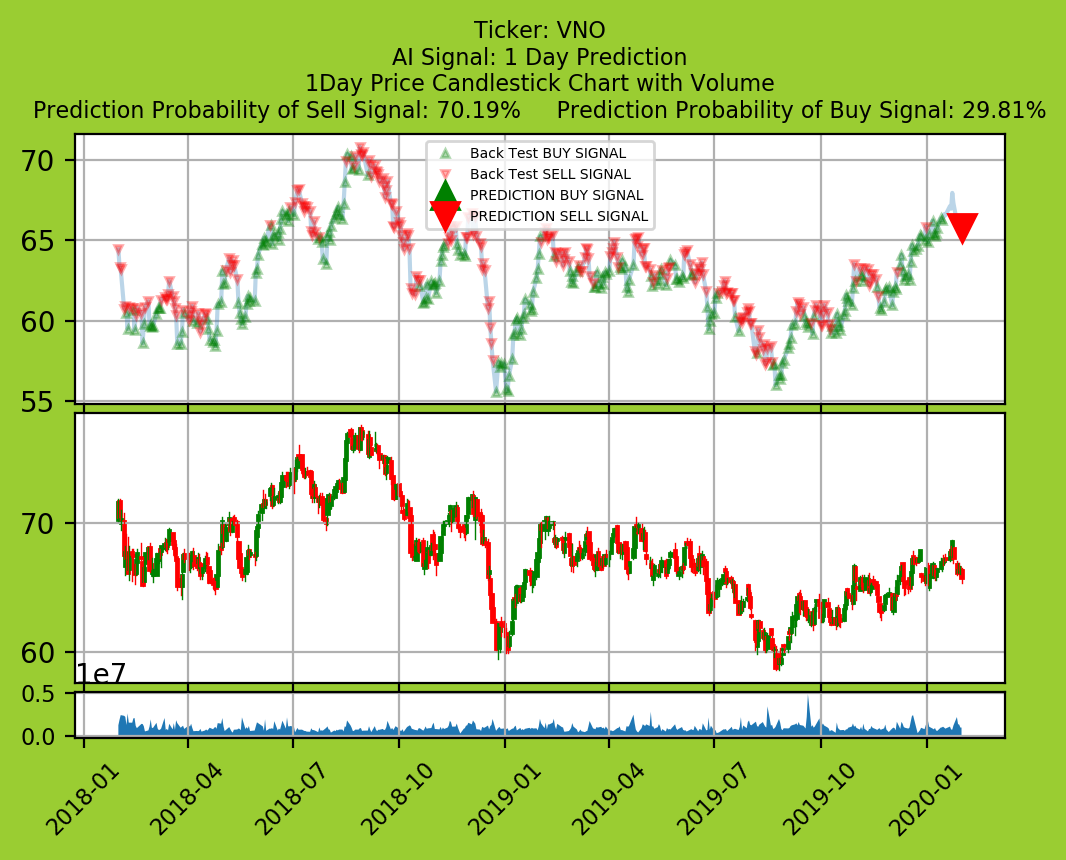 Ticker: VNO
AI Signal: 1 Day Prediction
1Day Price Candlestick Chart with Volume
Prediction Probability of Sell Signal: 70.19% Prediction Probability of Buy Signal: 29.81%
Back Test BUY SIGNAL
Back Test SELL SIGNAL
PREDICTION BUY SIGNAL
PREDICTION SELL SIGNAL
70
65
60
55
70
60
1e7
0.5
0.0
2018-01
2018-04
2018-07
2018-10
2019-01
2019-04
2019-07
2019-10
2020-01